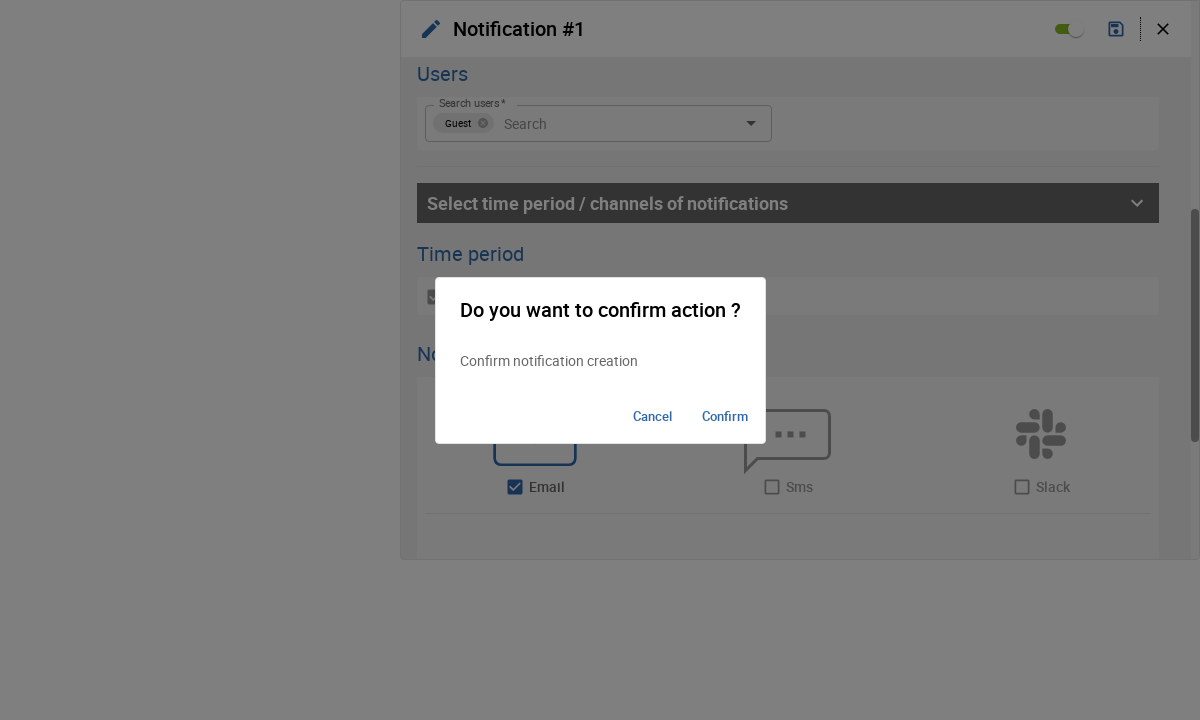 Notification #1
Users
Search users *
Guest
Search
Select time period / channels of notifications
Time period
Do you want to confirm action ?
Confirm notification creation
Cancel
Confirm
Email
Sms
Slack